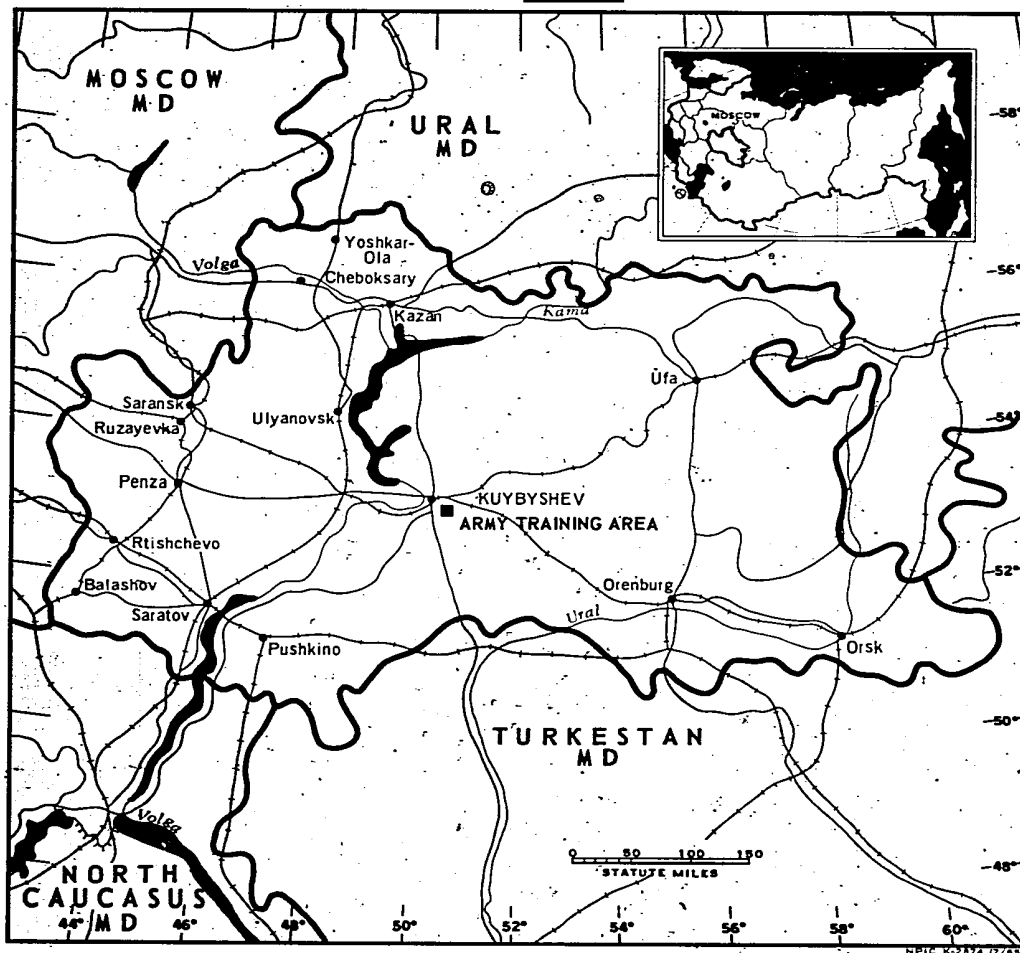 MOSCOW
MD
URAL
MD
MOSCOW
58°
Yoshkar-
Ola
Volga
Cheboksary
56°
Kazan
Kama
Ufa
Saransk
Ruzayevka
Ulyanovsk
54°
Penza
KUYBYSHEV
ARMY TRAINING AREA
Rtishchevo
Balashov
Saratov
Orenburg
52°
Ural
Pushkino
Orsk
TURKESTAN
MD
50°
Volga
0 50 100 150
STATUTE MILES
48°
NORTH
CAUCASUS
MD
44° 46° 48° 50° 52° 54° 56° 58° 60°